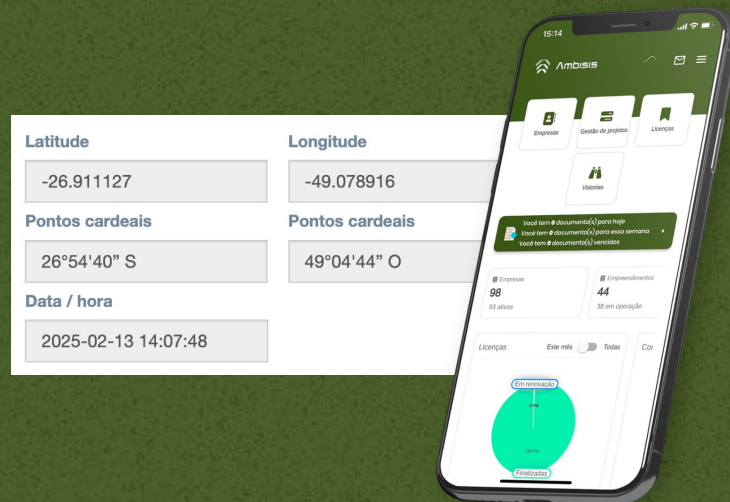 Latitude
Longitude
-26.911127
-49.078916
Pontos cardeais
Pontos cardeais
26°54'40” S
49°04'44” O
Data / hora
2025-02-13 14:07:48
15:14
Ambisis
Empresas
Gestão de projetos
Licenças
Vistorias
Você tem 0 documento(s) para hoje
Você tem 0 documento(s) para essa semana
Você tem 0 documento(s) vencidos
Empresas
98
93 ativos
Empreendimentos
44
38 em operação
Licenças
Este mês
Todas
Em renovação
Finalizadas